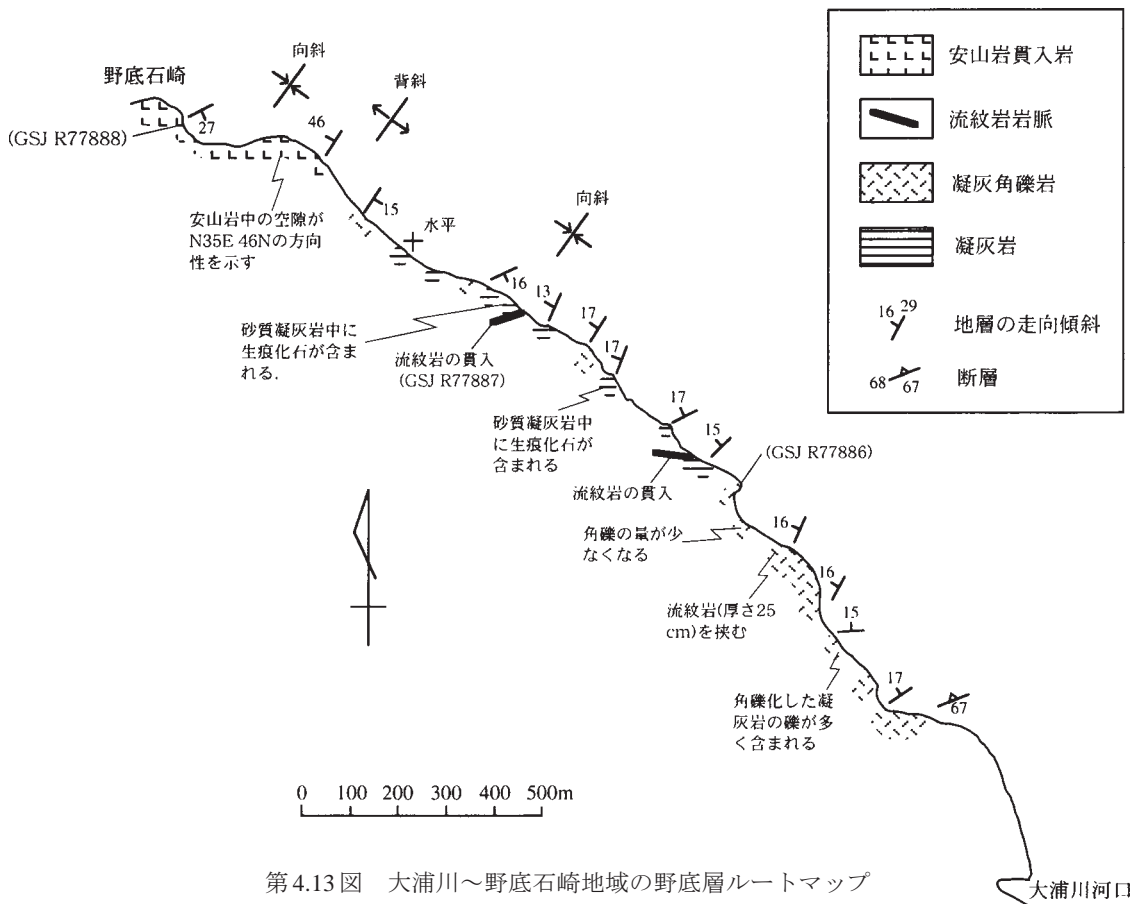 向斜
背斜
野底石崎
(GSJ R77888)
27
46
安山岩中の空隙が
N35E 46Nの方向
性を示す
15
水平
向斜
16
13
17
17
砂質凝灰岩中に
生痕化石が含ま
れる.
流紋岩の貫入
(GSJ R77887)
砂質凝灰岩中
に生痕化石が
含まれる
17
15
(GSJ R77886)
流紋岩の貫入
角礫の量が少
なくなる
16
16
流紋岩(厚さ25
cm)を挟む
15
角礫化した凝
灰岩の礫が多
く含まれる
17
67
大浦川河口
安山岩貫入岩
流紋岩岩脈
凝灰角礫岩
凝灰岩
16 29
地層の走向傾斜
68 67
断層
0 100 200 300 400 500m
第4.13図 大浦川～野底石崎地域の野底層ルートマップ